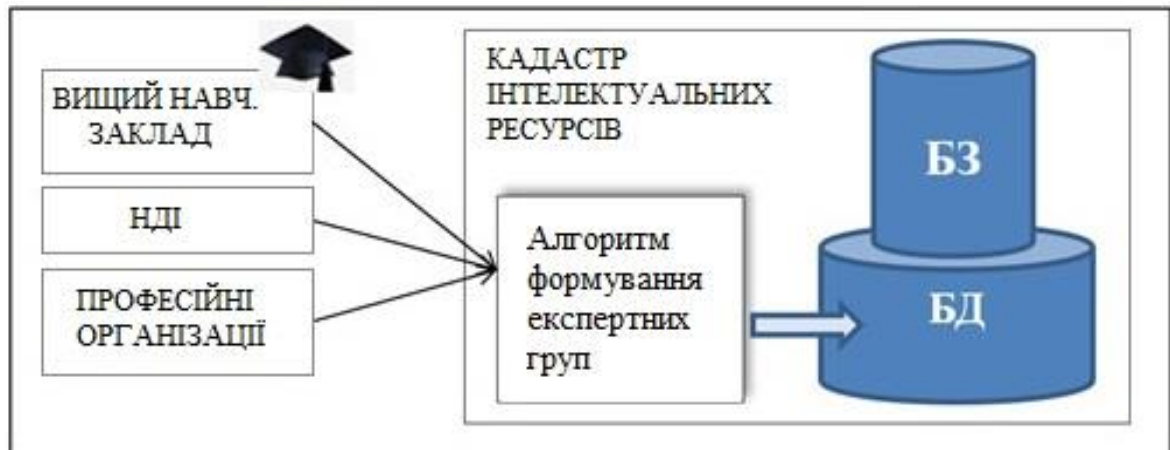 ВИЩИЙ НАВЧ.
ЗАКЛАД
НДІ
ПРОФЕСІЙНІ
ОРГАНІЗАЦІЇ
КАДАСТР
ІНТЕЛЕКТУАЛЬНИХ
РЕСУРСІВ
Алгоритм
формування
експертних
груп
БЗ
БД